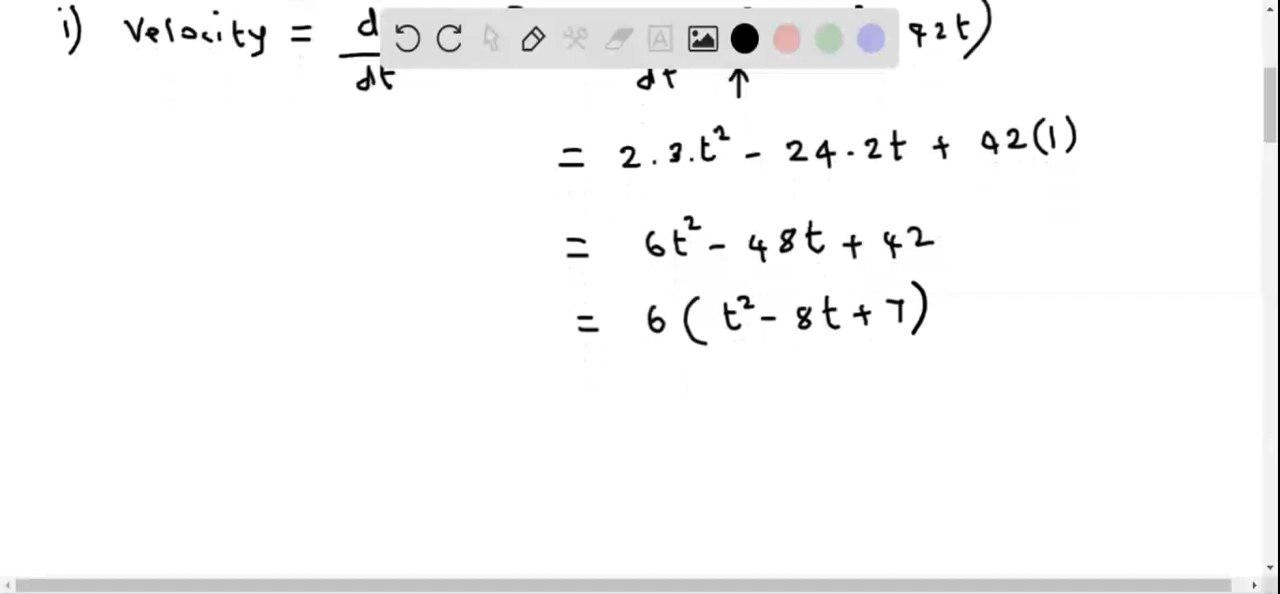 i) Velocity = d/dt 42t)
dt ↑
= 2.3.t² - 24.2t + 42(1)
= 6t² - 48t + 42
= 6(t² - 8t + 7)